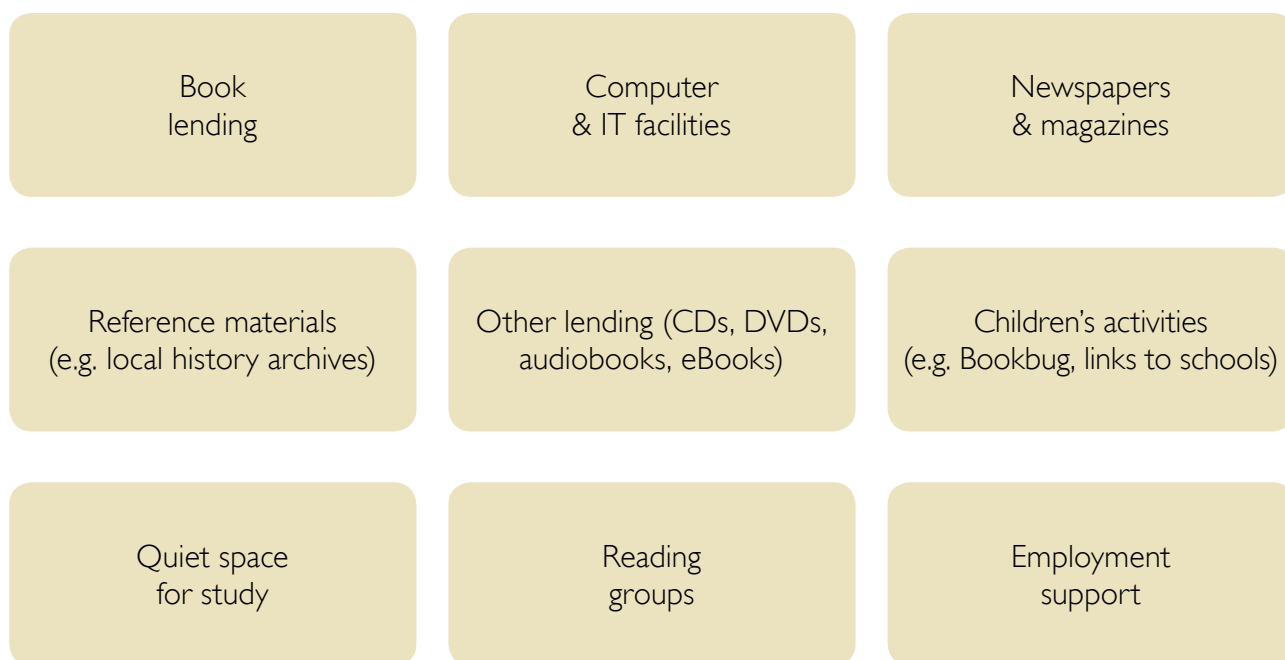 Book
lending
Computer
& IT facilities
Newspapers
& magazines
Reference materials
(e.g. local history archives)
Other lending (CDs, DVDs,
audiobooks, eBooks)
Children’s activities
(e.g. Bookbug, links to schools)
Quiet space
for study
Reading
groups
Employment
support